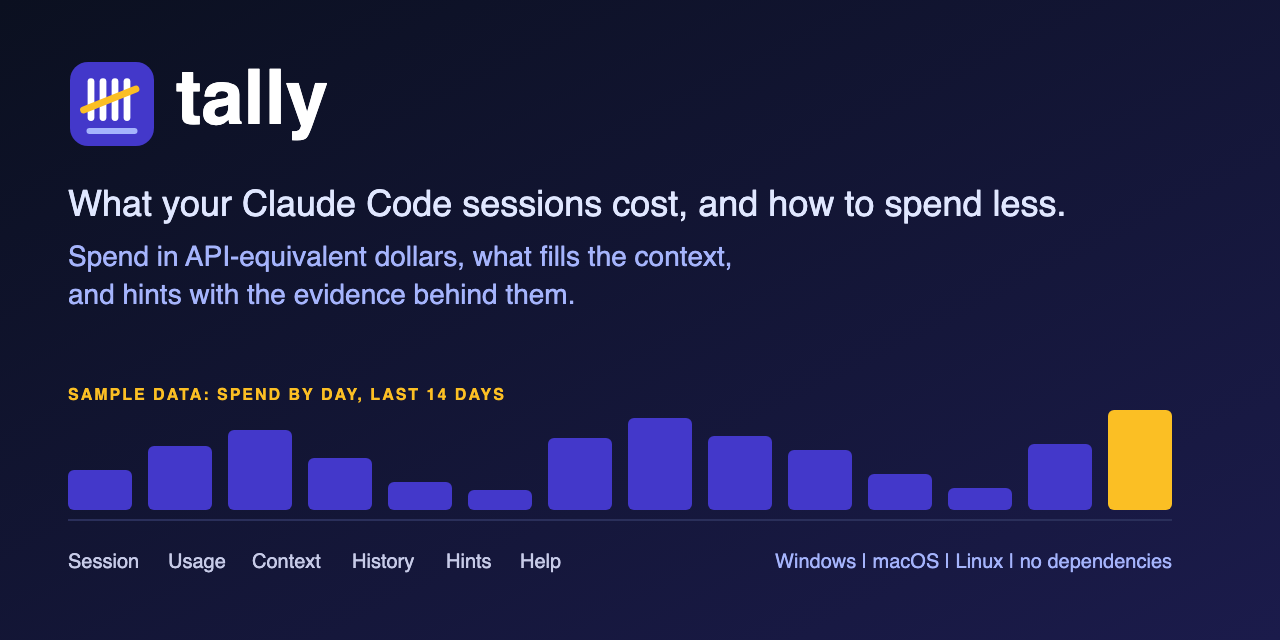 tally
What your Claude Code sessions cost, and how to spend less.
Spend in API-equivalent dollars, what fills the context,
and hints with the evidence behind them.
SAMPLE DATA: SPEND BY DAY, LAST 14 DAYS
Session Usage Context History Hints Help
Windows | macOS | Linux | no dependencies